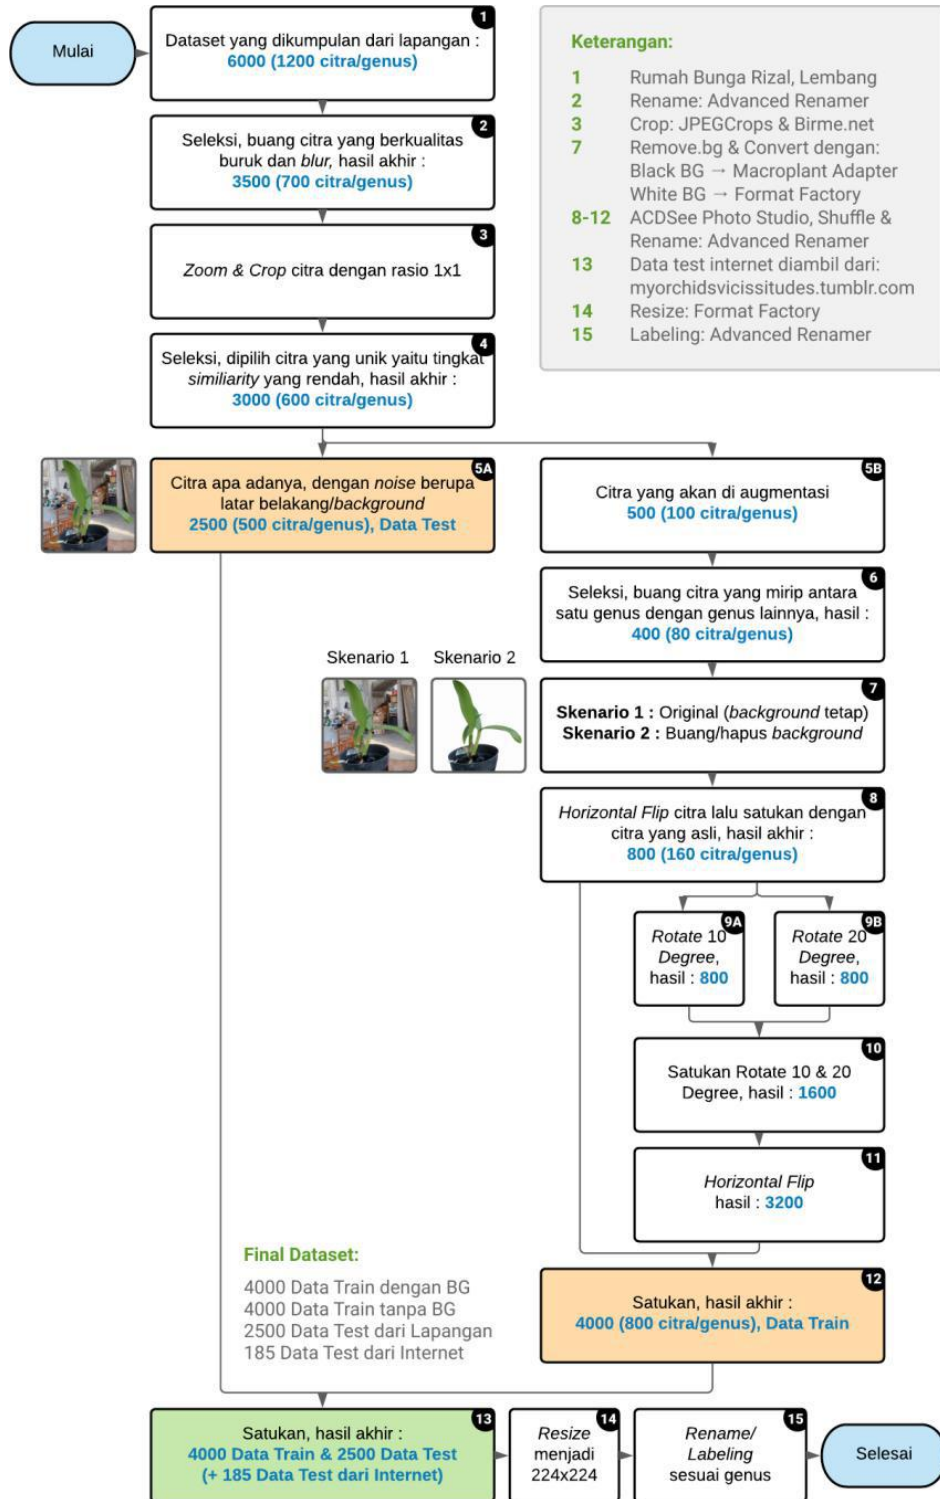 Mulai
1
Dataset yang dikumpulan dari lapangan :
6000 (1200 citra/genus)
2
Seleksi, buang citra yang berkualitas
buruk dan blur, hasil akhir :
3500 (700 citra/genus)
3
Zoom & Crop citra dengan rasio 1x1
4
Seleksi, dipilih citra yang unik yaitu tingkat
similiarity yang rendah, hasil akhir :
3000 (600 citra/genus)
Keterangan:
1 Rumah Bunga Rizal, Lembang
2 Rename: Advanced Renamer
3 Crop: JPEGCrops & Birme.net
7 Remove.bg & Convert dengan:
Black BG → Macroplant Adapter
White BG → Format Factory
8-12 ACDSee Photo Studio, Shuffle &
Rename: Advanced Renamer
13 Data test internet diambil dari:
myorchidsvicissitudes.tumblr.com
14 Resize: Format Factory
15 Labeling: Advanced Renamer
5A
Citra apa adanya, dengan noise berupa
latar belakang/background
2500 (500 citra/genus), Data Test
5B
Citra yang akan di augmentasi
500 (100 citra/genus)
6
Seleksi, buang citra yang mirip antara
satu genus dengan genus lainnya, hasil :
400 (80 citra/genus)
Skenario 1 Skenario 2
7
Skenario 1 : Original (background tetap)
Skenario 2 : Buang/hapus background
8
Horizontal Flip citra lalu satukan dengan
citra yang asli, hasil akhir :
800 (160 citra/genus)
9A
Rotate 10
Degree,
hasil : 800
9B
Rotate 20
Degree,
hasil : 800
10
Satukan Rotate 10 & 20
Degree, hasil : 1600
11
Horizontal Flip
hasil : 3200
Final Dataset:
4000 Data Train dengan BG
4000 Data Train tanpa BG
2500 Data Test dari Lapangan
185 Data Test dari Internet
12
Satukan, hasil akhir :
4000 (800 citra/genus), Data Train
13
Satukan, hasil akhir :
4000 Data Train & 2500 Data Test
(+ 185 Data Test dari Internet)
14
Resize
menjadi
224x224
15
Rename/
Labeling
sesuai genus
Selesai